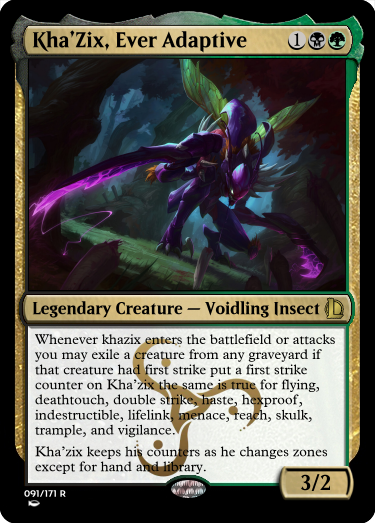 Kha'Zix, Ever Adaptive 1
Legendary Creature — Voidling Insect
Whenever khazix enters the battlefield or attacks
you may exile a creature from any graveyard if
that creature had first strike put a first strike
counter on Kha'Zix the same is true for flying,
deathtouch, double strike, haste, hexproof,
indestructible, lifelink, menace, reach, skulk,
trample, and vigilance.
Kha'Zix keeps his counters as he changes zones
except for hand and library.
3/2
091/171 R